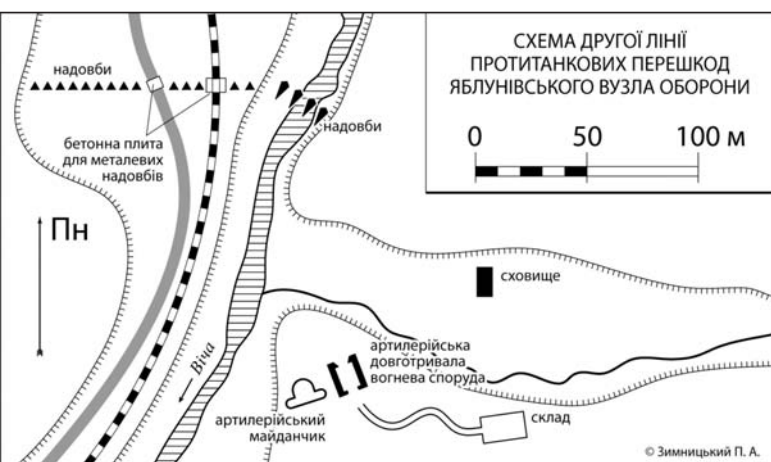 СХЕМА ДРУГОЇ ЛІНІЇ
ПРОТИТАНКОВИХ ПЕРЕШКОД
ЯБЛУНІВСЬКОГО ВУЗЛА ОБОРОНИ
0 50 100 м
надовби
бетонна плита
для металевих
надовбів
надовби
Пн
сховище
Віча
артилерійська
довготривала
вогнева споруда
артилерійський
майданчик
склад
© Зимницький П. А.